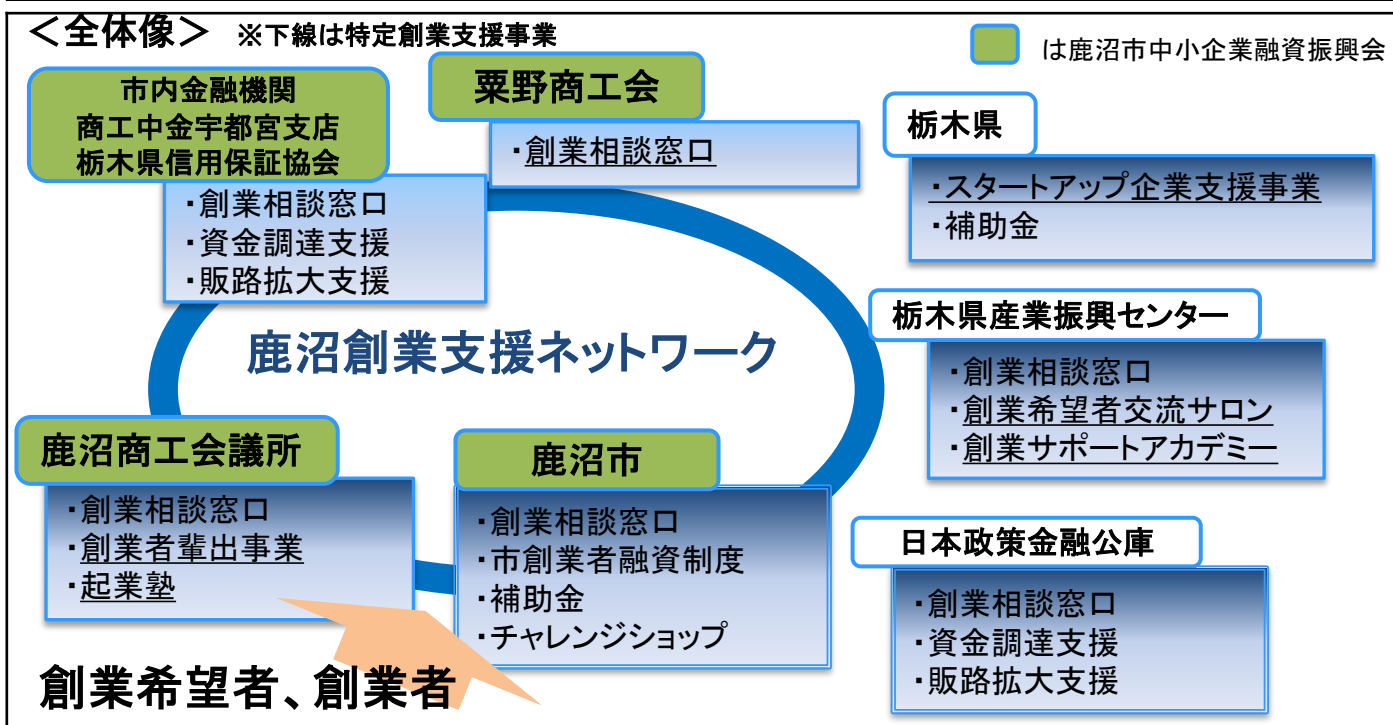 ＜全体像＞ ※下線は特定創業支援事業
は鹿沼市中小企業融資振興会
市内金融機関
商工中金宇都宮支店
栃木県信用保証協会
・創業相談窓口
・資金調達支援
・販路拡大支援
粟野商工会
・創業相談窓口
栃木県
・スタートアップ企業支援事業
・補助金
鹿沼創業支援ネットワーク
栃木県産業振興センター
・創業相談窓口
・創業希望者交流サロン
・創業サポートアカデミー
鹿沼商工会議所
・創業相談窓口
・創業者輩出事業
・起業塾
鹿沼市
・創業相談窓口
・市創業者融資制度
・補助金
・チャレンジショップ
日本政策金融公庫
・創業相談窓口
・資金調達支援
・販路拡大支援
創業希望者、創業者